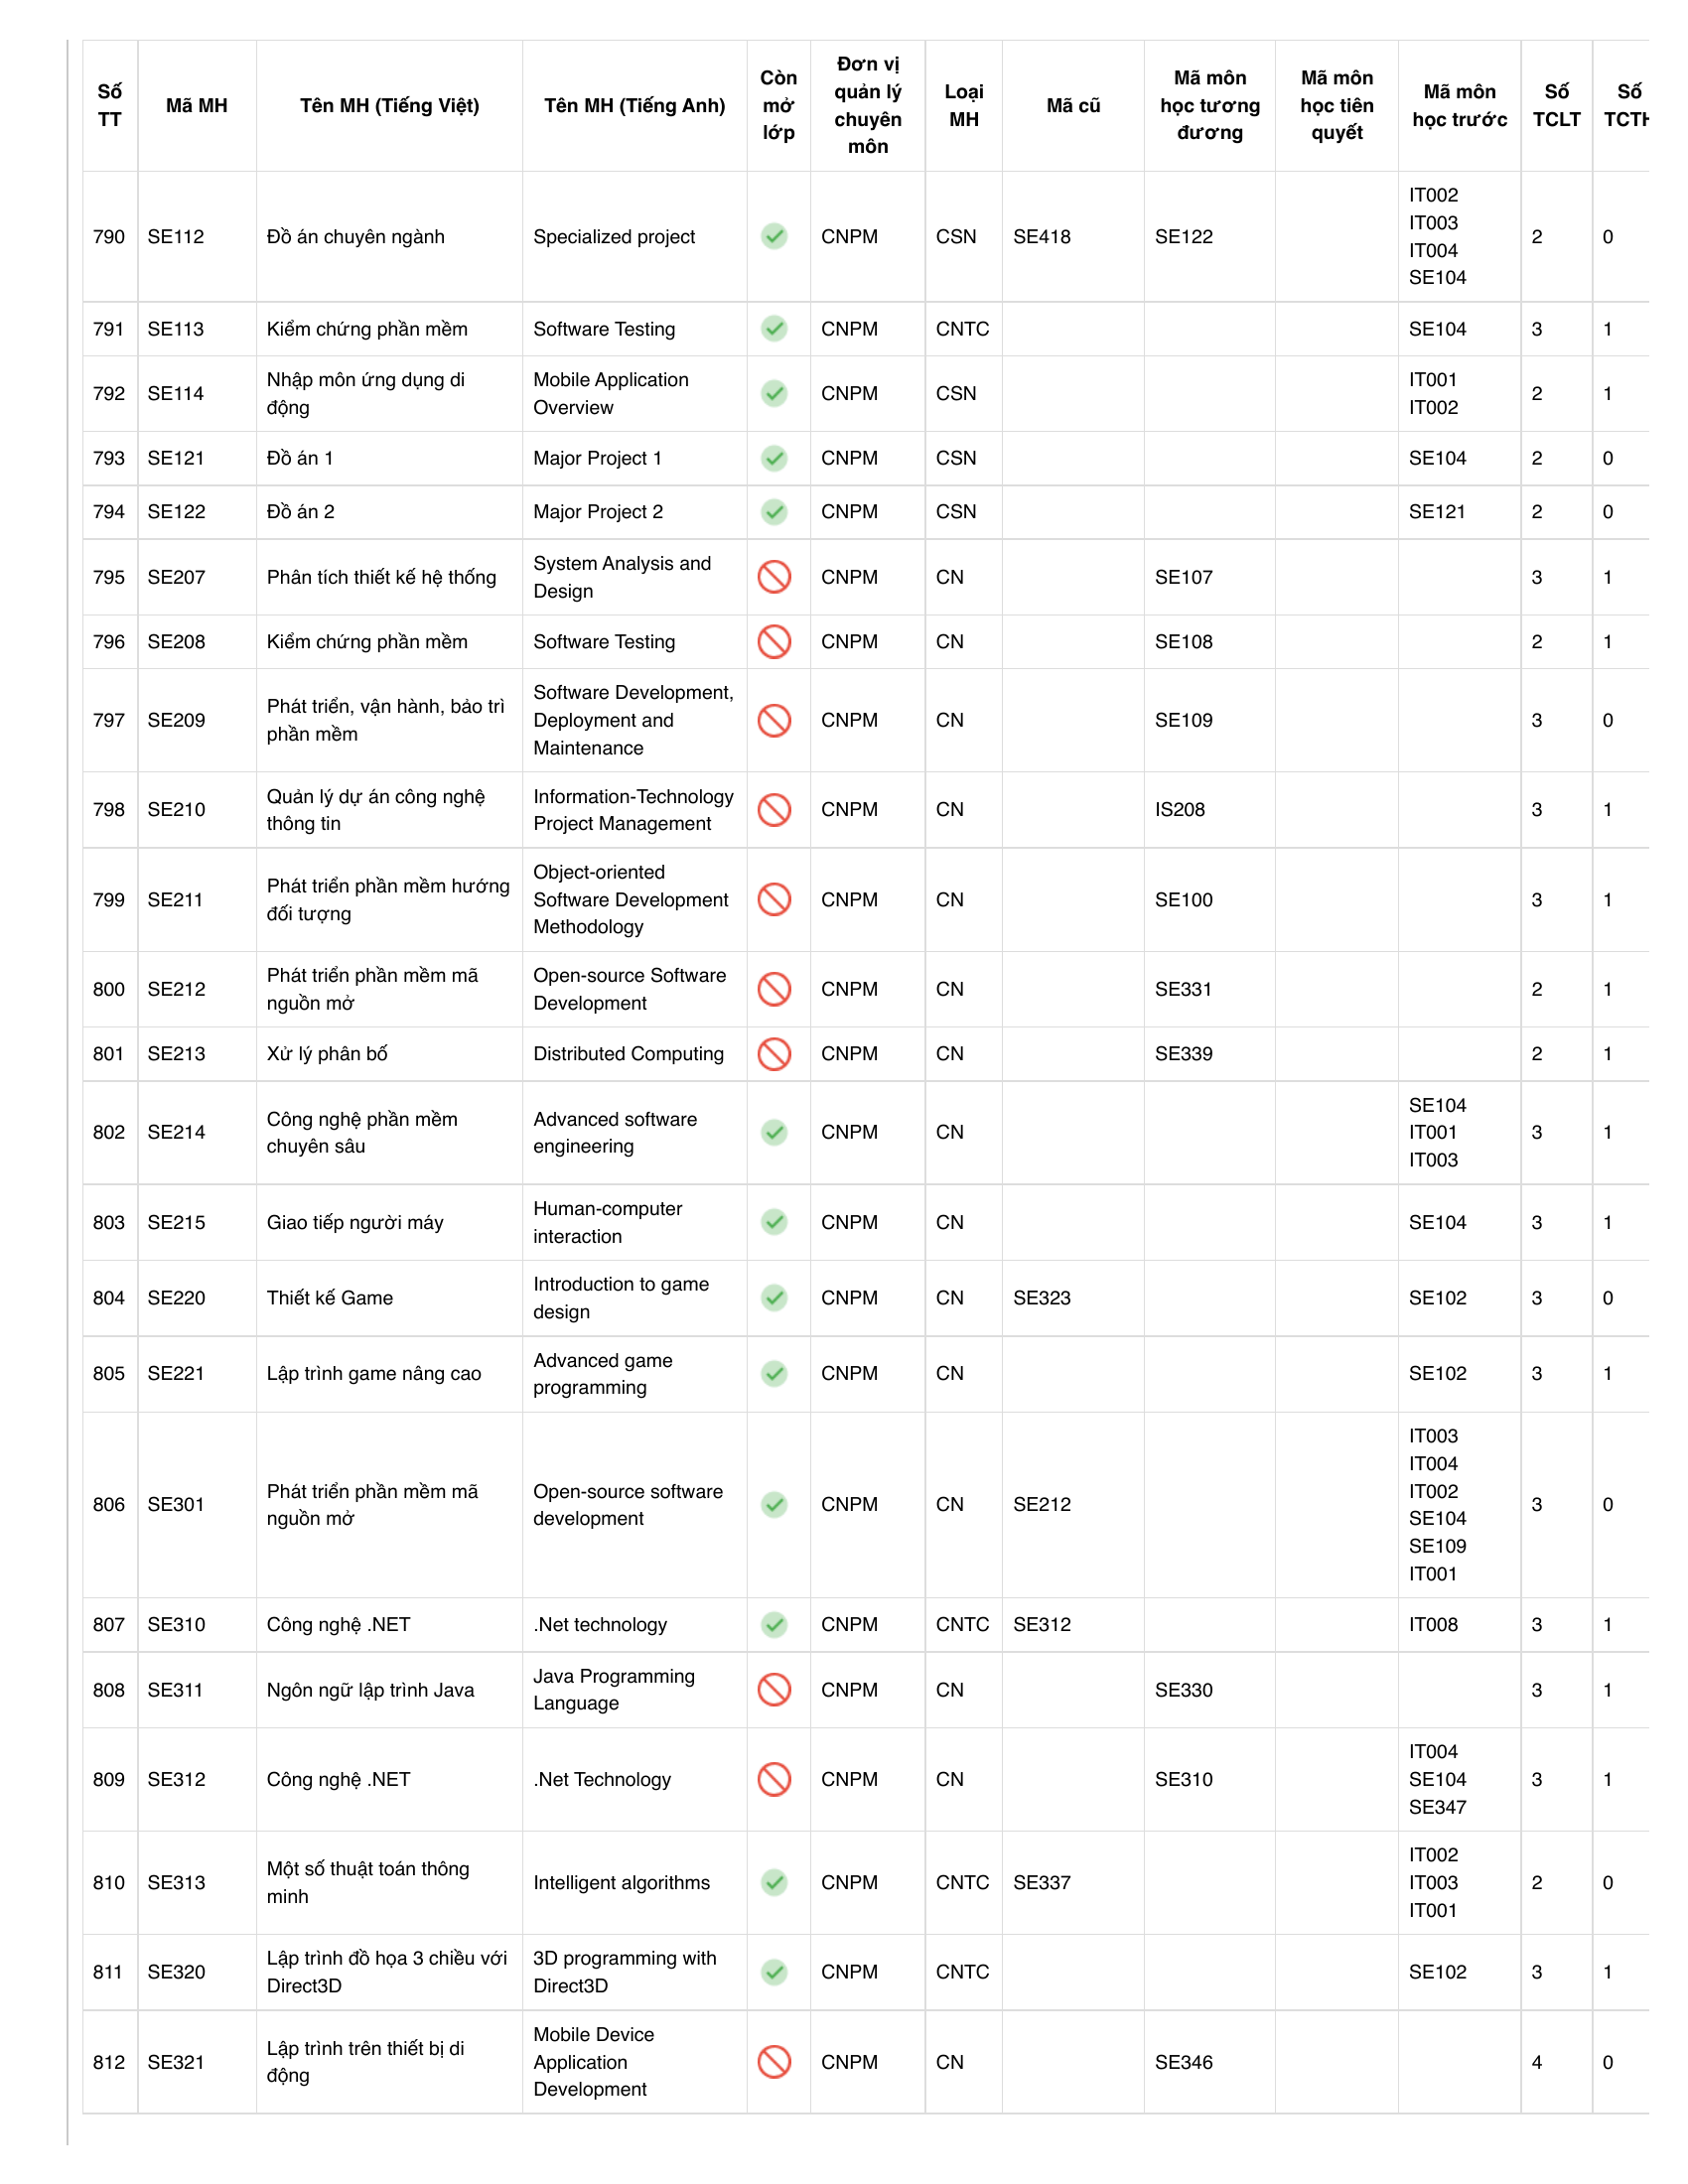 Số TT Mã MH Tên MH (Tiếng Việt) Tên MH (Tiếng Anh) Còn mở lớp Đơn vị quản lý chuyên môn Loại MH Mã cũ Mã môn học tương đương Mã môn học tiên quyết Mã môn học trước Số TCLT Số TCTH
790 SE112 Đồ án chuyên ngành Specialized project CNPM CSN SE418 SE122 IT002 IT003 IT004 SE104 2 0
791 SE113 Kiểm chứng phần mềm Software Testing CNPM CNTC SE104 3 1
792 SE114 Nhập môn ứng dụng di động Mobile Application Overview CNPM CSN IT001 IT002 2 1
793 SE121 Đồ án 1 Major Project 1 CNPM CSN SE104 2 0
794 SE122 Đồ án 2 Major Project 2 CNPM CSN SE121 2 0
795 SE207 Phân tích thiết kế hệ thống System Analysis and Design CNPM CN SE107 3 1
796 SE208 Kiểm chứng phần mềm Software Testing CNPM CN SE108 2 1
797 SE209 Phát triển, vận hành, bảo trì phần mềm Software Development, Deployment and Maintenance CNPM CN SE109 3 0
798 SE210 Quản lý dự án công nghệ thông tin Information-Technology Project Management CNPM CN IS208 3 1
799 SE211 Phát triển phần mềm hướng đối tượng Object-oriented Software Development Methodology CNPM CN SE100 3 1
800 SE212 Phát triển phần mềm mã nguồn mở Open-source Software Development CNPM CN SE331 2 1
801 SE213 Xử lý phân bố Distributed Computing CNPM CN SE339 2 1
802 SE214 Công nghệ phần mềm chuyên sâu Advanced software engineering CNPM CN SE104 IT001 IT003 3 1
803 SE215 Giao tiếp người máy Human-computer interaction CNPM CN SE104 3 1
804 SE220 Thiết kế Game Introduction to game design CNPM CN SE323 SE102 3 0
805 SE221 Lập trình game nâng cao Advanced game programming CNPM CN SE102 3 1
806 SE301 Phát triển phần mềm mã nguồn mở Open-source software development CNPM CN SE212 IT003 IT004 IT002 SE104 SE109 IT001 3 0
807 SE310 Công nghệ .NET .Net technology CNPM CNTC SE312 IT008 3 1
808 SE311 Ngôn ngữ lập trình Java Java Programming Language CNPM CN SE330 3 1
809 SE312 Công nghệ .NET .Net Technology CNPM CN SE310 IT004 SE104 SE347 3 1
810 SE313 Một số thuật toán thông minh Intelligent algorithms CNPM CNTC SE337 IT002 IT003 IT001 2 0
811 SE320 Lập trình đồ họa 3 chiều với Direct3D 3D programming with Direct3D CNPM CNTC SE102 3 1
812 SE321 Lập trình trên thiết bị di động Mobile Device Application Development CNPM CN SE346 4 0